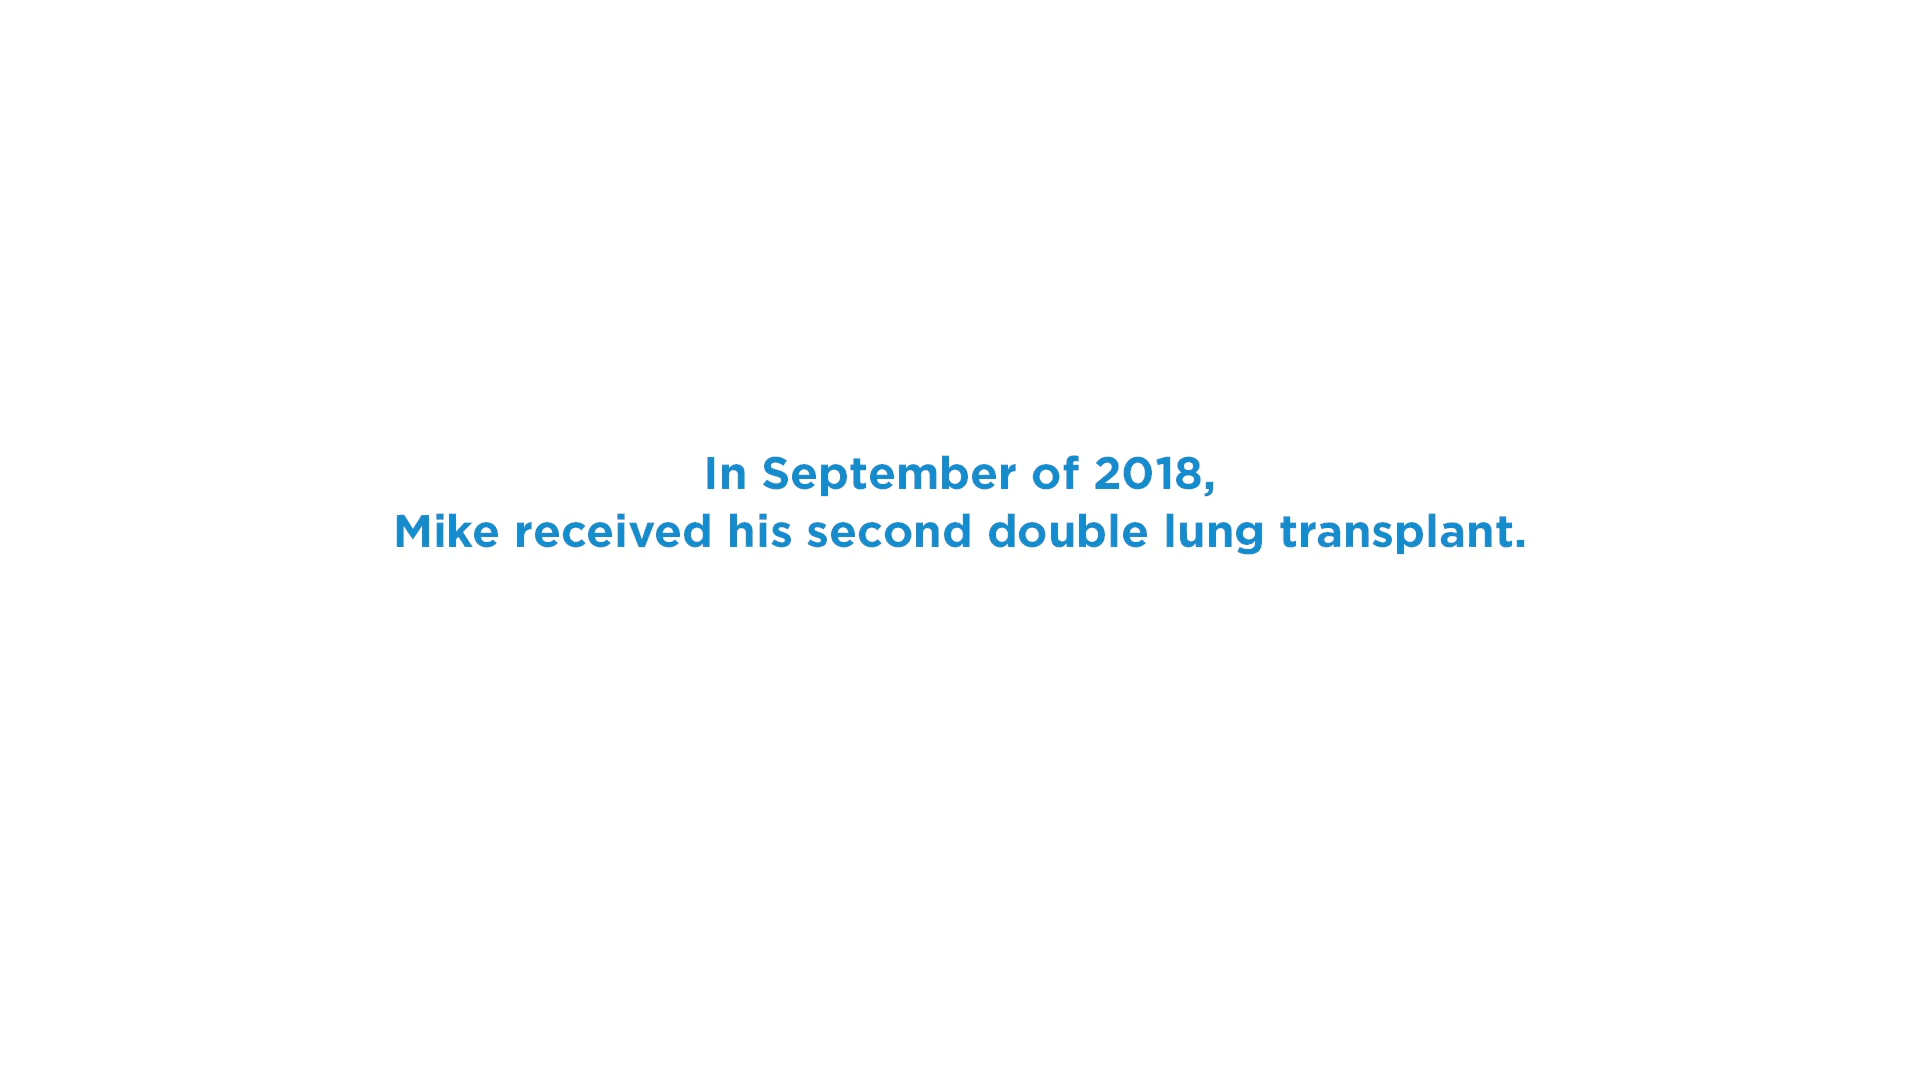 In September of 2018,
Mike received his second double lung transplant.